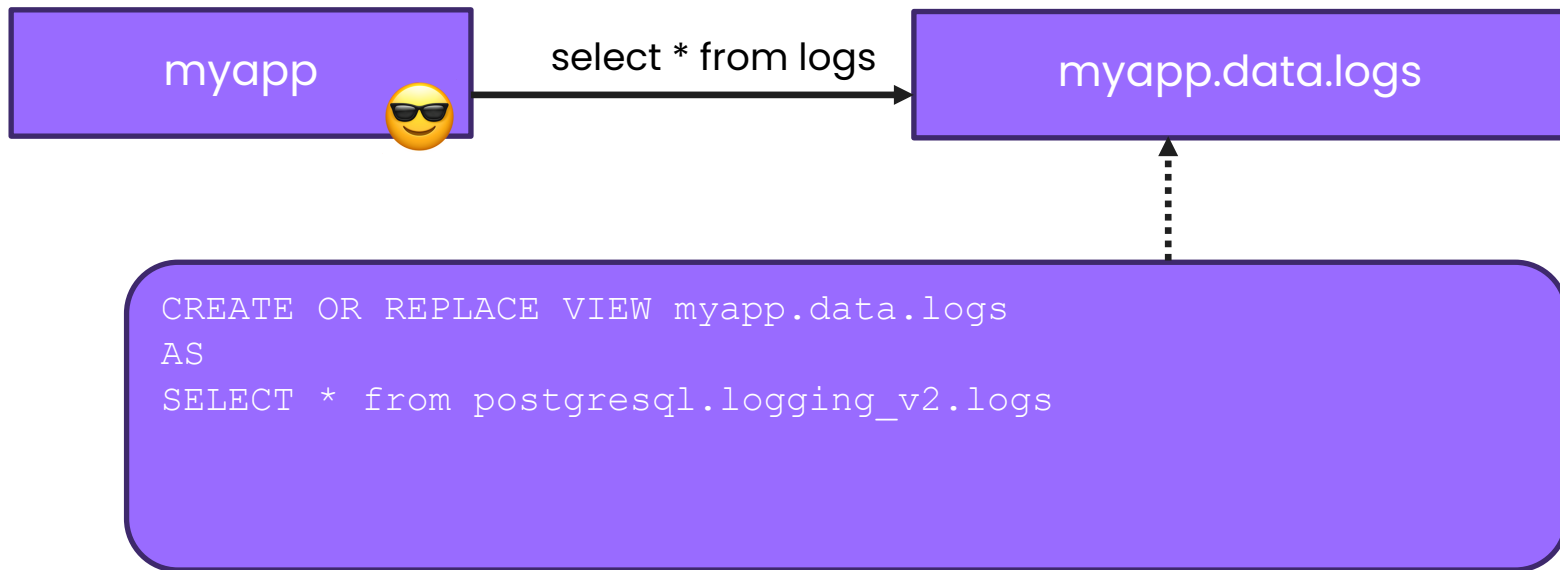 myapp
select * from logs
myapp.data.logs
CREATE OR REPLACE VIEW myapp.data.logs
AS
SELECT * from postgresql.logging_v2.logs